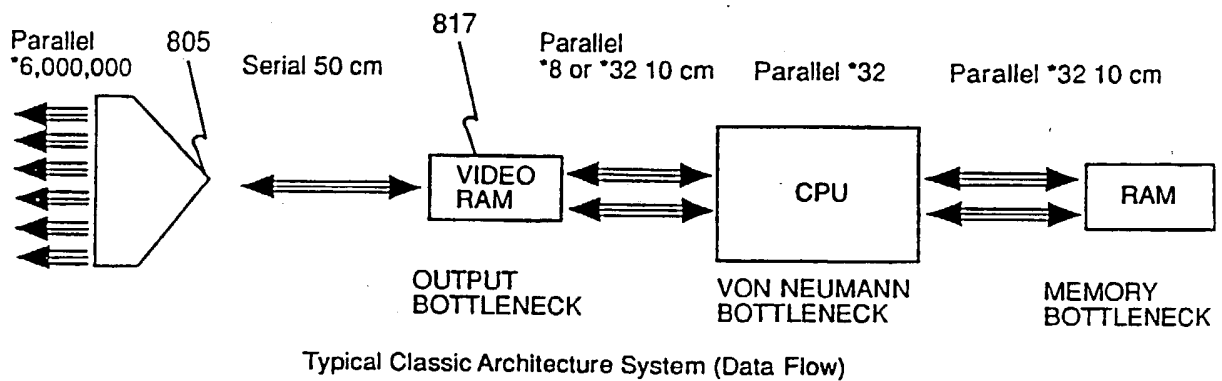 Parallel
*6,000,000
805
Serial 50 cm
817
Parallel
*8 or *32 10 cm
Parallel *32
Parallel *32 10 cm
VIDEO
RAM
CPU
RAM
OUTPUT
BOTTLENECK
VON NEUMANN
BOTTLENECK
MEMORY
BOTTLENECK
Typical Classic Architecture System (Data Flow)